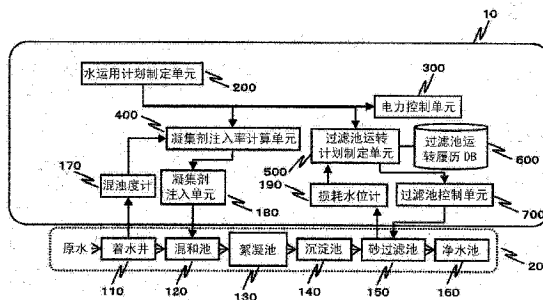 10
水运用计划制定单元
200
300
电力控制单元
400
凝集剂注入率计算单元
过滤池运转
计划制定单元
过滤池运
转履历 DB
170
500
600
混浊度计
凝集剂
注入单元
190
180
损耗水位计
过滤池控制单元
700
原水
着水井
混和池
絮凝池
沉淀池
砂过滤池
净水池
20
110
120
130
140
150
160